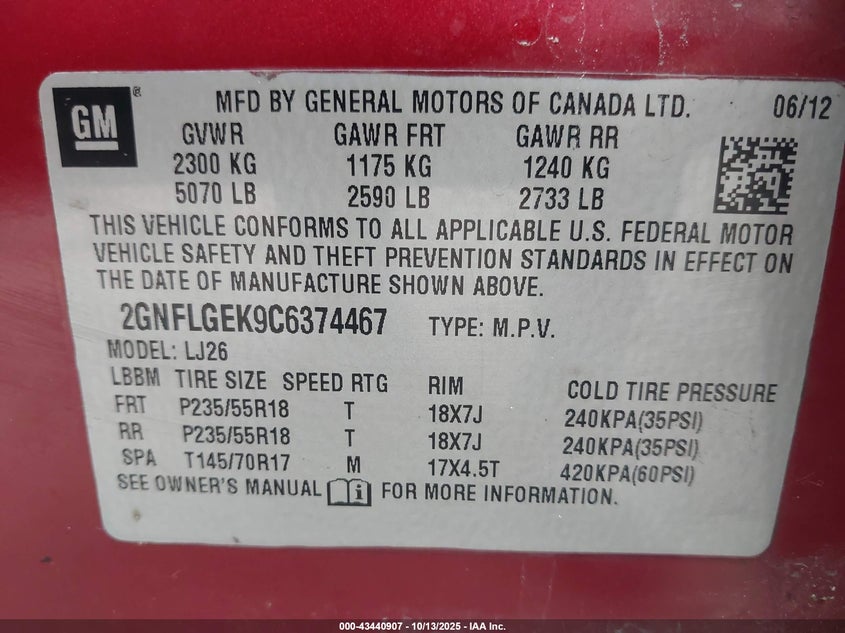 GM® MFD BY GENERAL MOTORS OF CANADA LTD. 06/12
GVWR GAWR FRT GAWR RR
2300 KG 1175 KG 1240 KG
5070 LB 2590 LB 2733 LB
THIS VEHICLE CONFORMS TO ALL APPLICABLE U.S. FEDERAL MOTOR
VEHICLE SAFETY AND THEFT PREVENTION STANDARDS IN EFFECT ON
THE DATE OF MANUFACTURE SHOWN ABOVE.
2GNFLGEK9C6374467 TYPE: M.P.V.
MODEL: LJ26
LBBM TIRE SIZE SPEED RTG RIM COLD TIRE PRESSURE
FRT P235/55R18 T 18X7J 240KPA(35PSI)
RR P235/55R18 T 18X7J 240KPA(35PSI)
SPA T145/70R17 M 17X4.5T 420KPA(60PSI)
SEE OWNER'S MANUAL i FOR MORE INFORMATION.
000-43440907 - 10/13/2025 - IAA Inc.